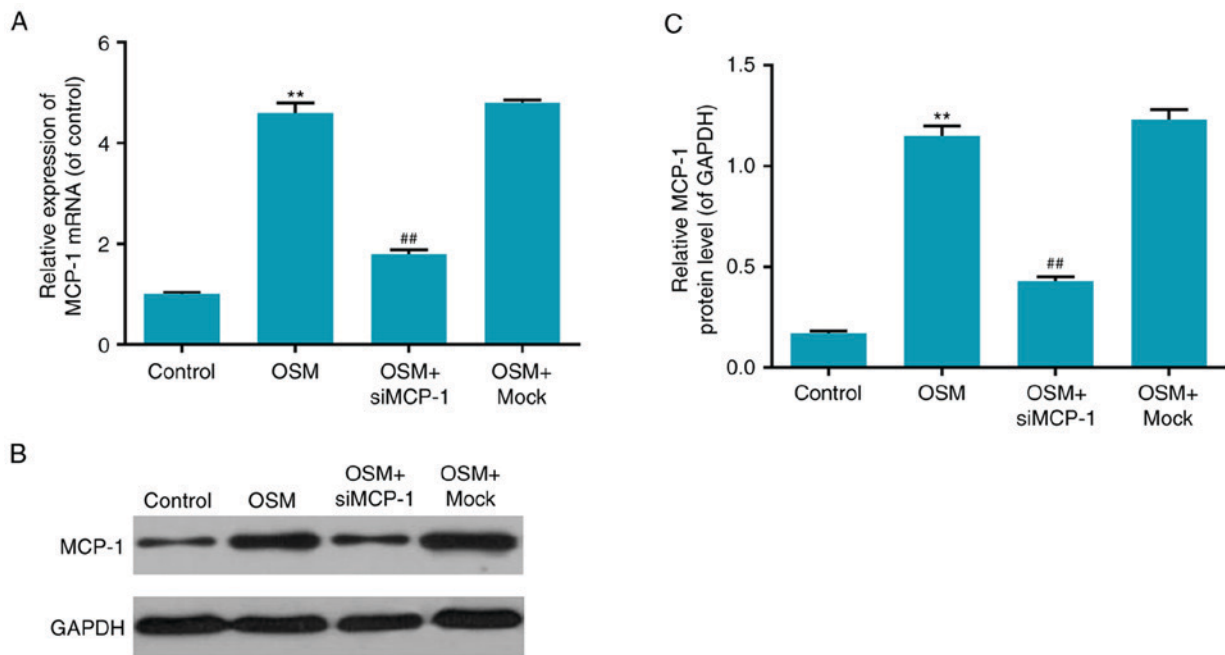 A
Relative expression of
MCP-1 mRNA (of control)
6
4
2
0
**
##
Control
OSM
OSM+
siMCP-1
OSM+
Mock
C
Relative MCP-1
protein level (of GAPDH)
1.5
1.0
0.5
0.0
**
##
Control
OSM
OSM+
siMCP-1
OSM+
Mock
B
Control
OSM
OSM+
siMCP-1
OSM+
Mock
MCP-1
GAPDH